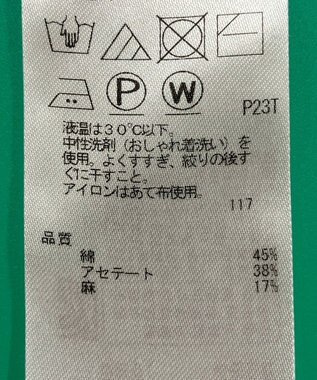 P
W
P23T
液温は30℃以下。
中性洗剤（おしゃれ着洗い）を
使用。よくすすぎ、絞りの後す
ぐに干すこと。
アイロンはあて布使用。
117
品質
綿 45%
アセテート 38%
麻 17%